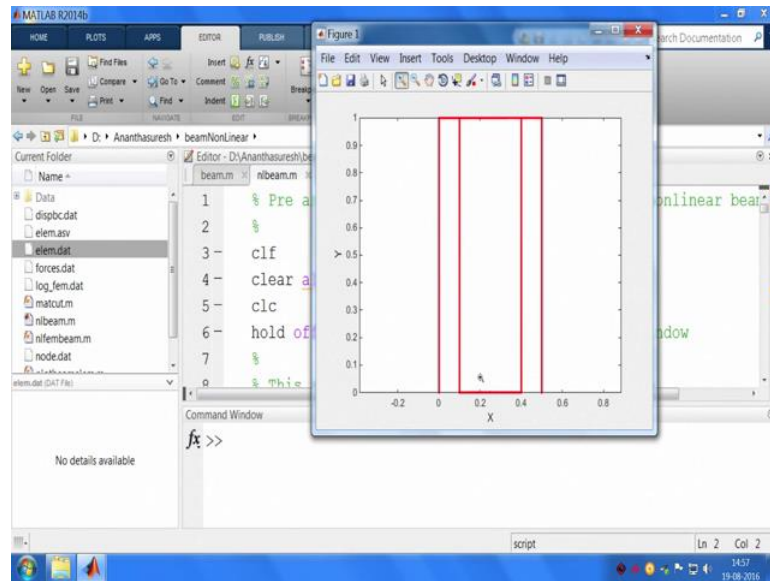 MATLAB R2014b
HOME PLOTS APPS EDITOR PUBLISH
Search Documentation
New Open Save
Find Files
Compare
Print
Go To
Find
Insert
Comment
Indent
FILE NAVIGATE EDIT
D: Ananthasuresh beamNonLinear
Current Folder
Name
Data
dispbc.dat
elem.asv
elem.dat
forces.dat
log_fem.dat
matcut.m
nlbeam.m
nlfembeam.m
node.dat
elem.dat (DAT File)
No details available
Editor - D:\Ananthasuresh\be
beam.m nlbeam.m
1 % Pre a onlinear bear
2 %
3 - clf
4 - clear a
5 - clc
6 - hold off ndow
7 %
8 % This
Command Window
fx >>
Figure 1
File Edit View Insert Tools Desktop Window Help
1
0.9
0.8
0.7
0.6
Y 0.5
0.4
0.3
0.2
0.1
0
-0.2 0 0.2 0.4 0.6 0.8
X
script Ln 2 Col 2
14:57
19-08-2016